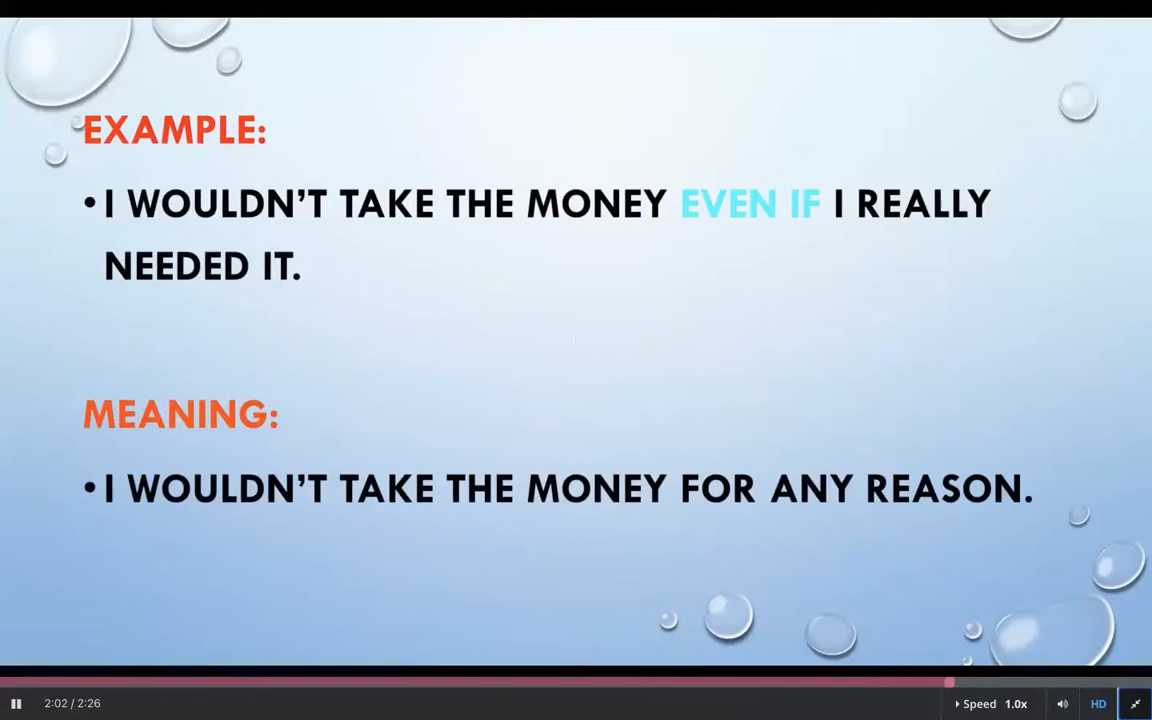 EXAMPLE:
•I WOULDN'T TAKE THE MONEY EVEN IF I REALLY
NEEDED IT.
MEANING:
•I WOULDN'T TAKE THE MONEY FOR ANY REASON.
2:02 / 2:26
Speed 1.0x
HD